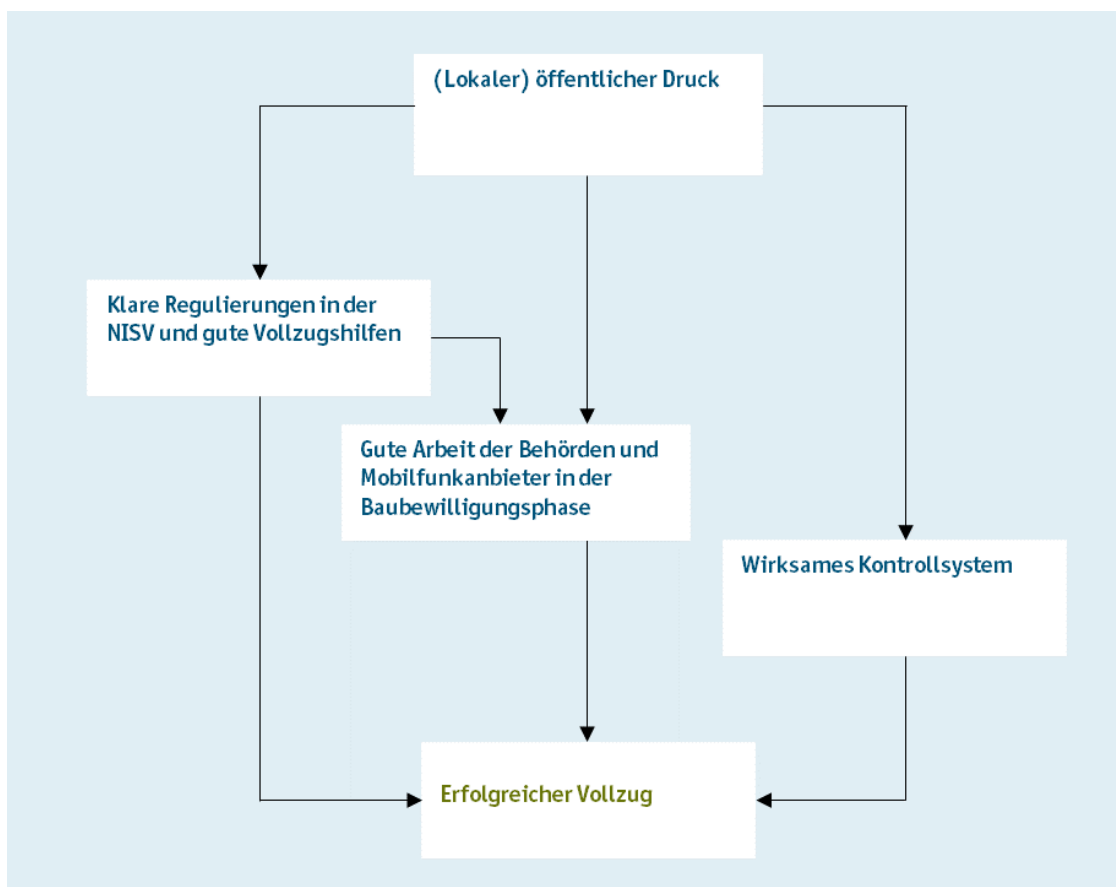 (Lokaler) öffentlicher Druck
Klare Regulierungen in der
NISV und gute Vollzugshilfen
Gute Arbeit der Behörden und
Mobilfunkanbieter in der
Baubewilligungsphase
Wirksames Kontrollsystem
Erfolgreicher Vollzug